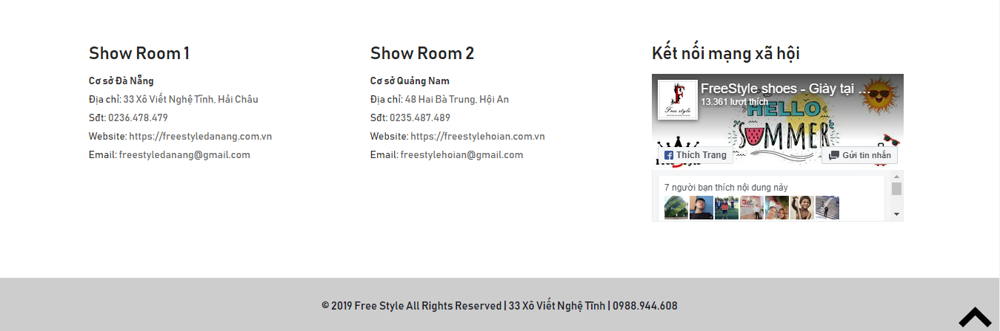 Show Room 1
Cơ sở Đà Nẵng
Địa chỉ: 33 Xô Viết Nghệ Tĩnh, Hải Châu
Sđt: 0236.478.479
Website: https://freestyledanang.com.vn
Email: freestyledanang@gmail.com
Show Room 2
Cơ sở Quảng Nam
Địa chỉ: 48 Hai Bà Trưng, Hội An
Sđt: 0235.487.489
Website: https://freestylehoian.com.vn
Email: freestylehoian@gmail.com
Kết nối mạng xã hội
FreeStyle shoes - Giày tại ...
13.361 lượt thích
F
Free style
HELLO
SUMMER
Thích Trang
Gửi tin nhắn
7 người bạn thích nội dung này
© 2019 Free Style All Rights Reserved | 33 Xô Viết Nghệ Tĩnh | 0988.944.608